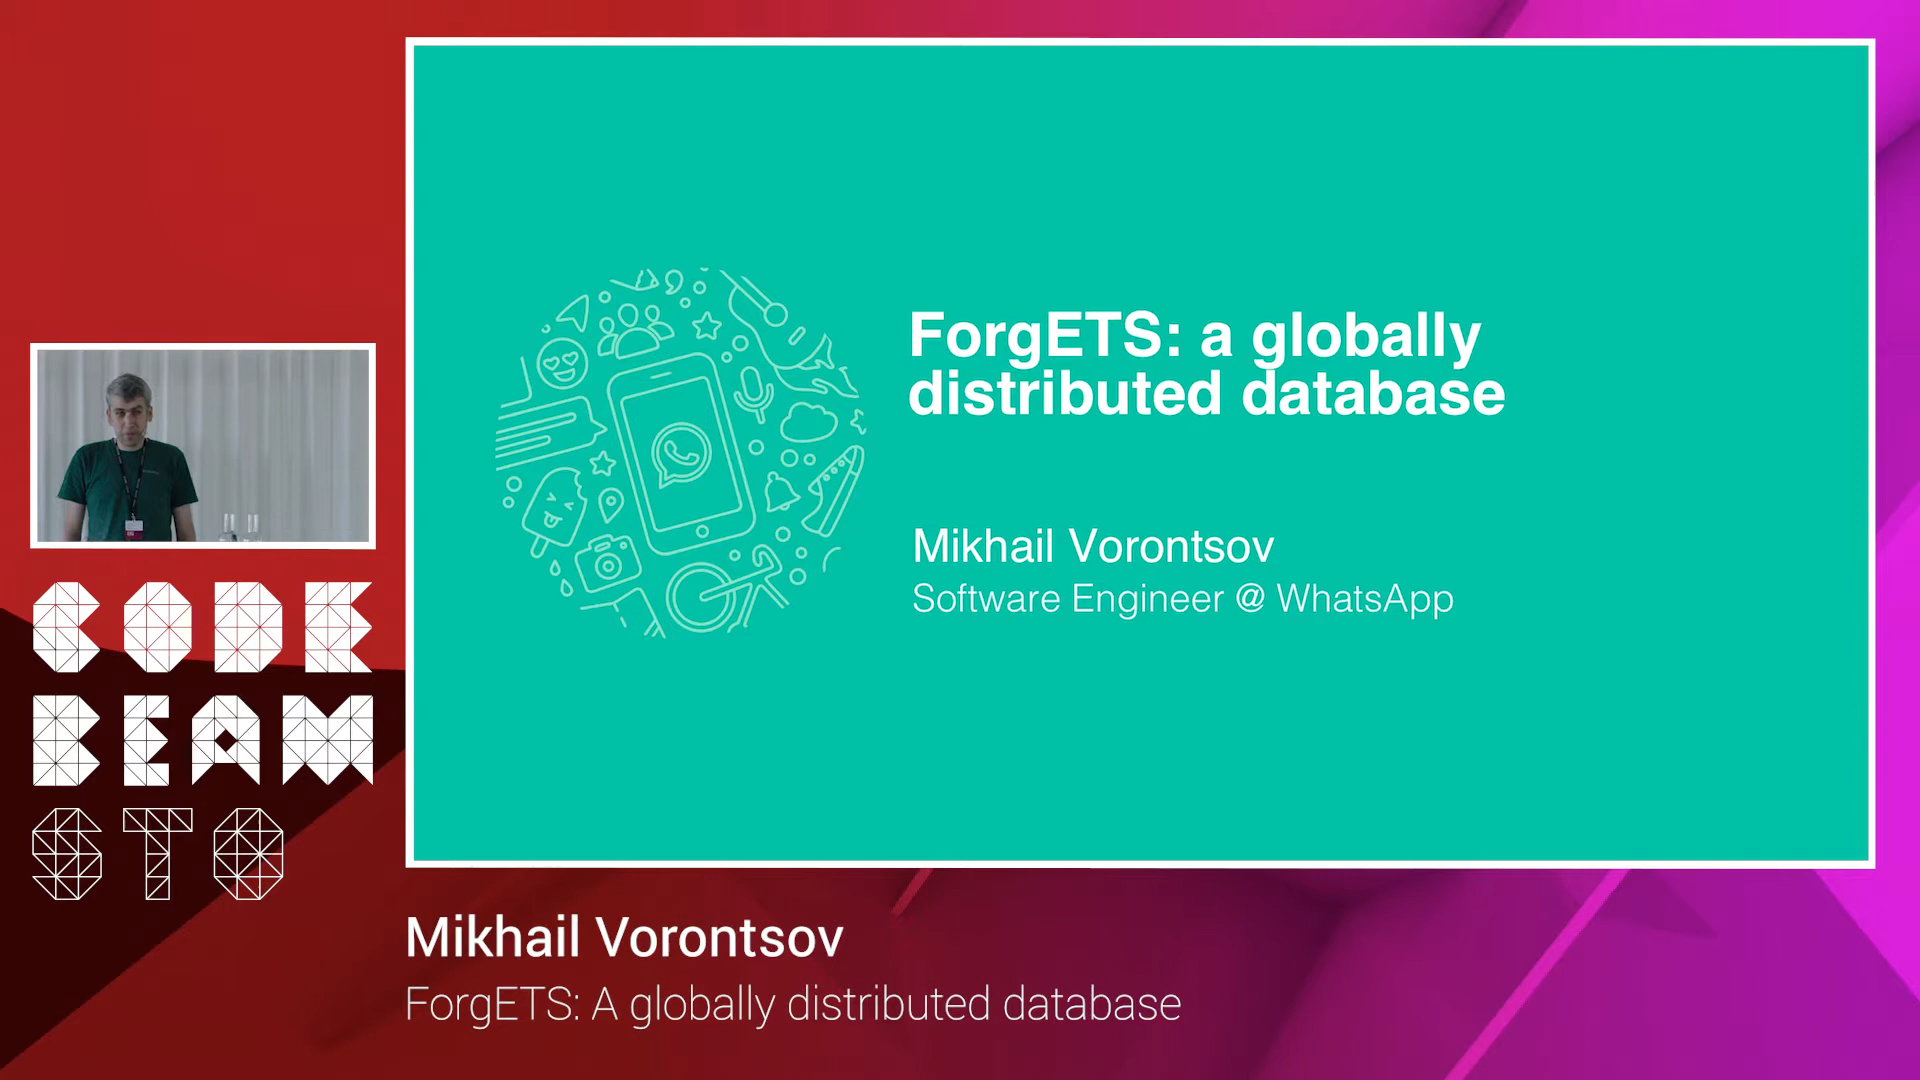 ForgETS: a globally
distributed database
Mikhail Vorontsov
Software Engineer @ WhatsApp
CODE
BEAM
STO
Mikhail Vorontsov
ForgETS: A globally distributed database